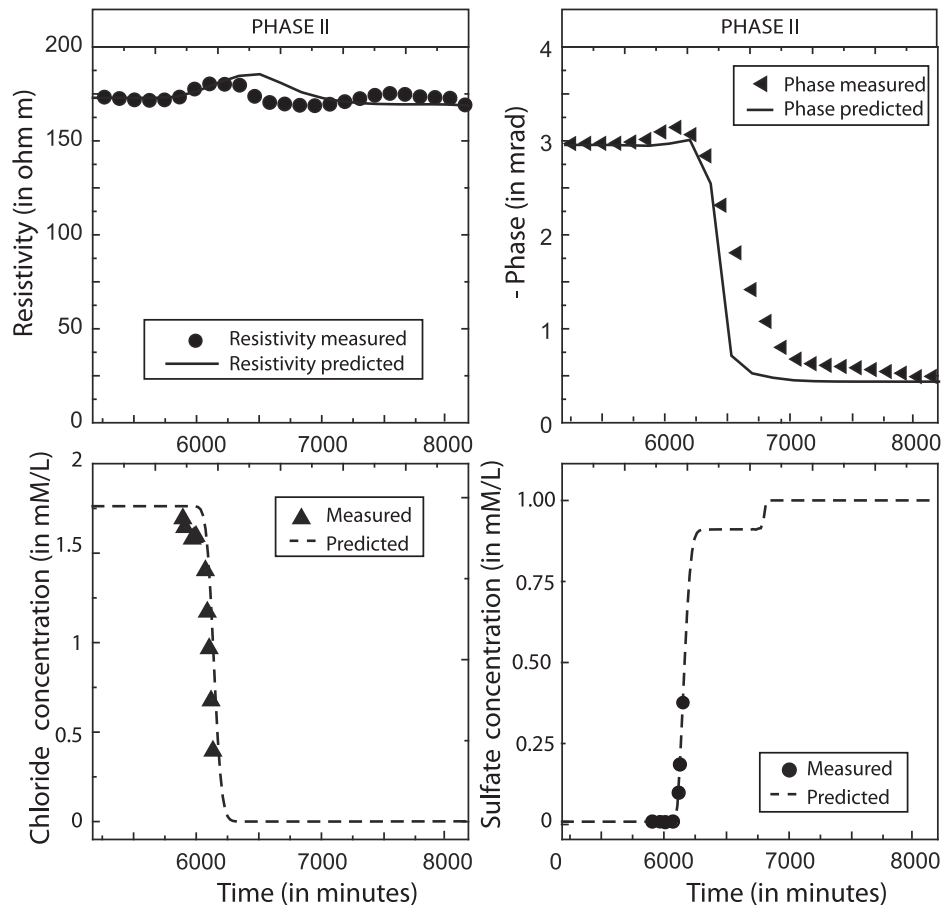 PHASE II
200
150
100
50
0
Resistivity (in ohm m)
Resistivity measured
Resistivity predicted
6000 7000 8000
PHASE II
4
3
2
1
0
- Phase (in mrad)
Phase measured
Phase predicted
6000 7000 8000
2
1.5
1
0.5
0
Chloride concentration (in mM/L)
Measured
Predicted
6000 7000 8000
Time (in minutes)
1.00
0.75
0.50
0.25
0
Sulfate concentration (in mM/L)
Measured
Predicted
0 6000 7000 8000
Time (in minutes)